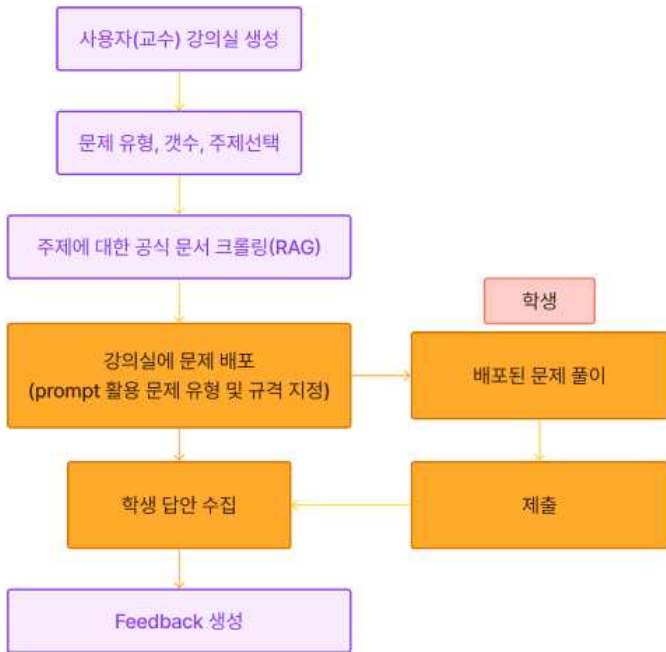 사용자(교수) 강의실 생성
문제 유형, 갯수, 주제선택
주제에 대한 공식 문서 크롤링(RAG)
학생
강의실에 문제 배포
(prompt 활용 문제 유형 및 규격 지정)
배포된 문제 풀이
학생 답안 수집
제출
Feedback 생성